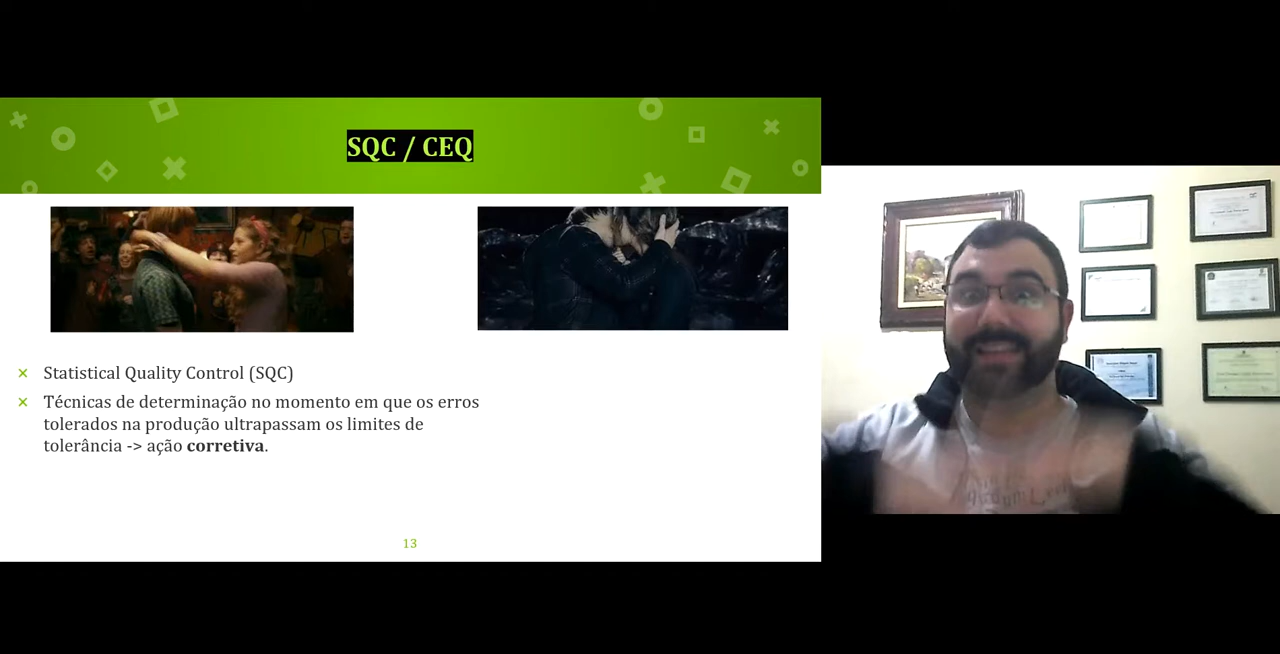 SQC / CEQ
Statistical Quality Control (SQC)
Técnicas de determinação no momento em que os erros
tolerados na produção ultrapassam os limites de
tolerância -> ação corretiva.
13